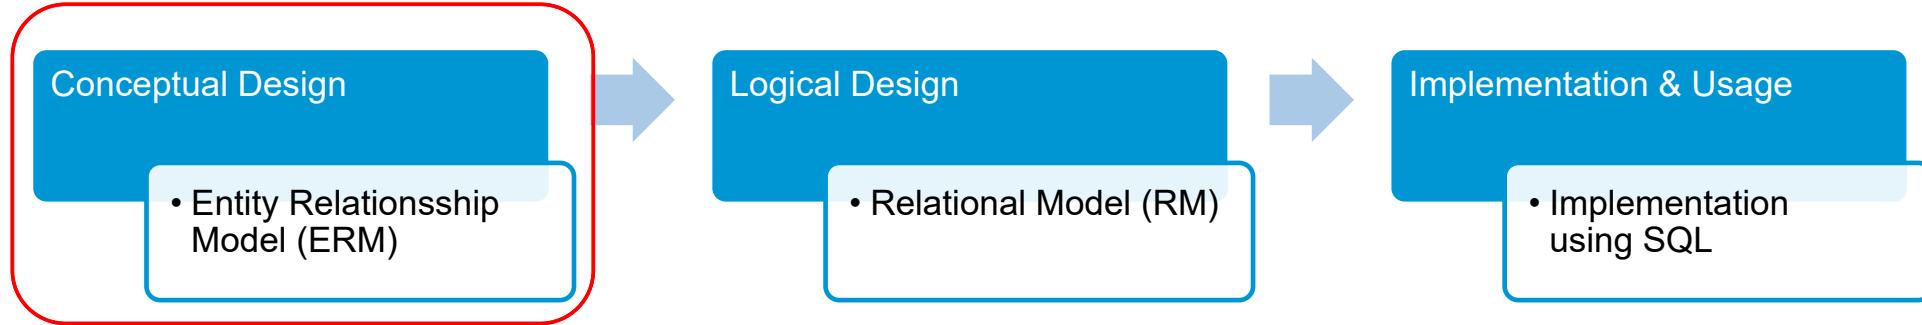 Conceptual Design
• Entity Relationsship
Model (ERM)
Logical Design
• Relational Model (RM)
Implementation & Usage
• Implementation
using SQL